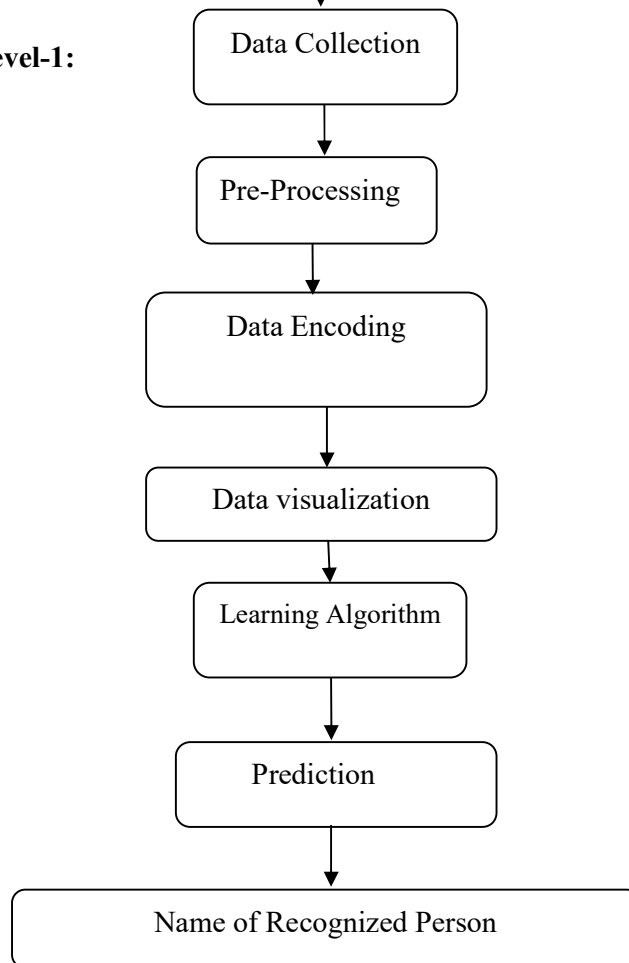 Data Collection
evel-1:
Pre-Processing
Data Encoding
Data visualization
Learning Algorithm
Prediction
Name of Recognized Person